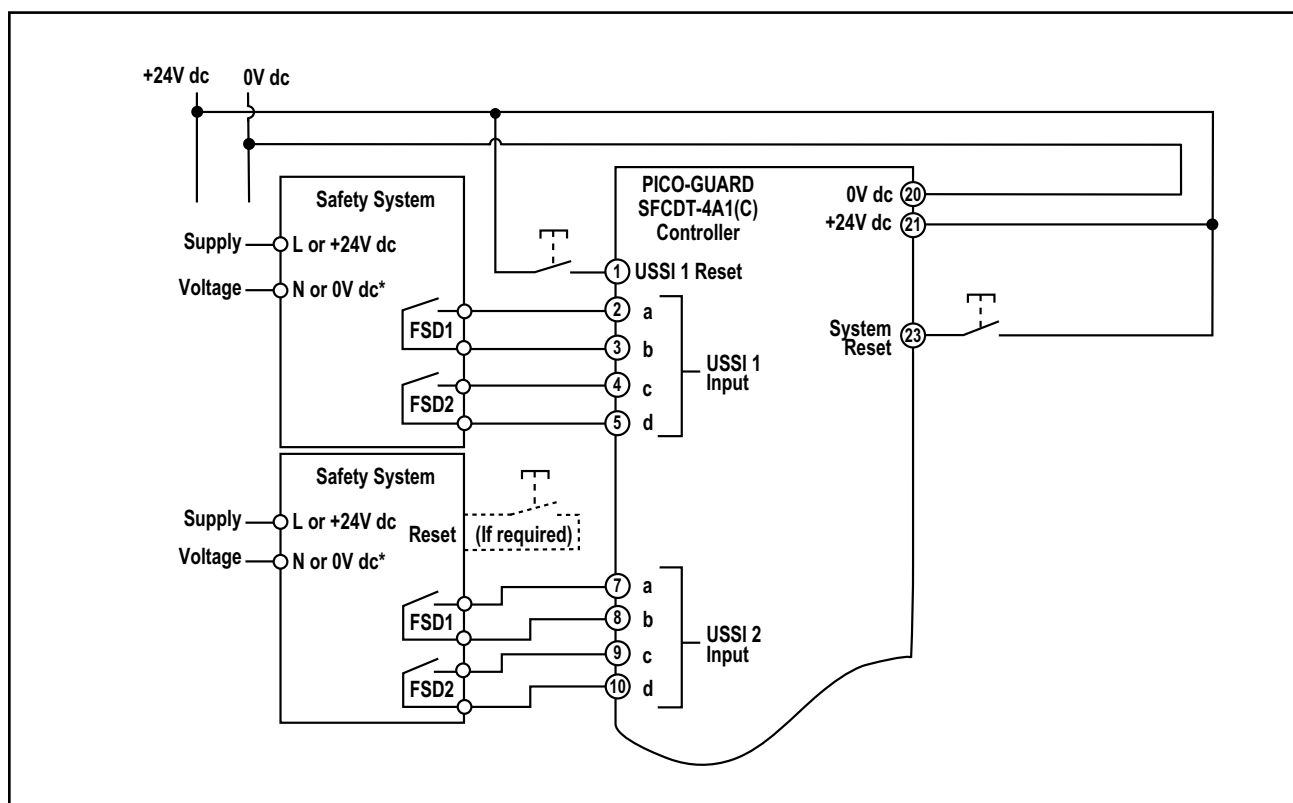 +24V dc
0V dc
Safety System
Supply
L or +24V dc
Voltage
N or 0V dc*
FSD1
FSD2
PICO-GUARD
SFCDT-4A1(C)
Controller
0V dc
20
+24V dc
21
1
USSI 1 Reset
2
a
3
b
4
c
5
d
USSI 1
Input
System
Reset
23
Safety System
Supply
L or +24V dc
Voltage
N or 0V dc*
Reset
(If required)
FSD1
FSD2
7
a
8
b
9
c
10
d
USSI 2
Input